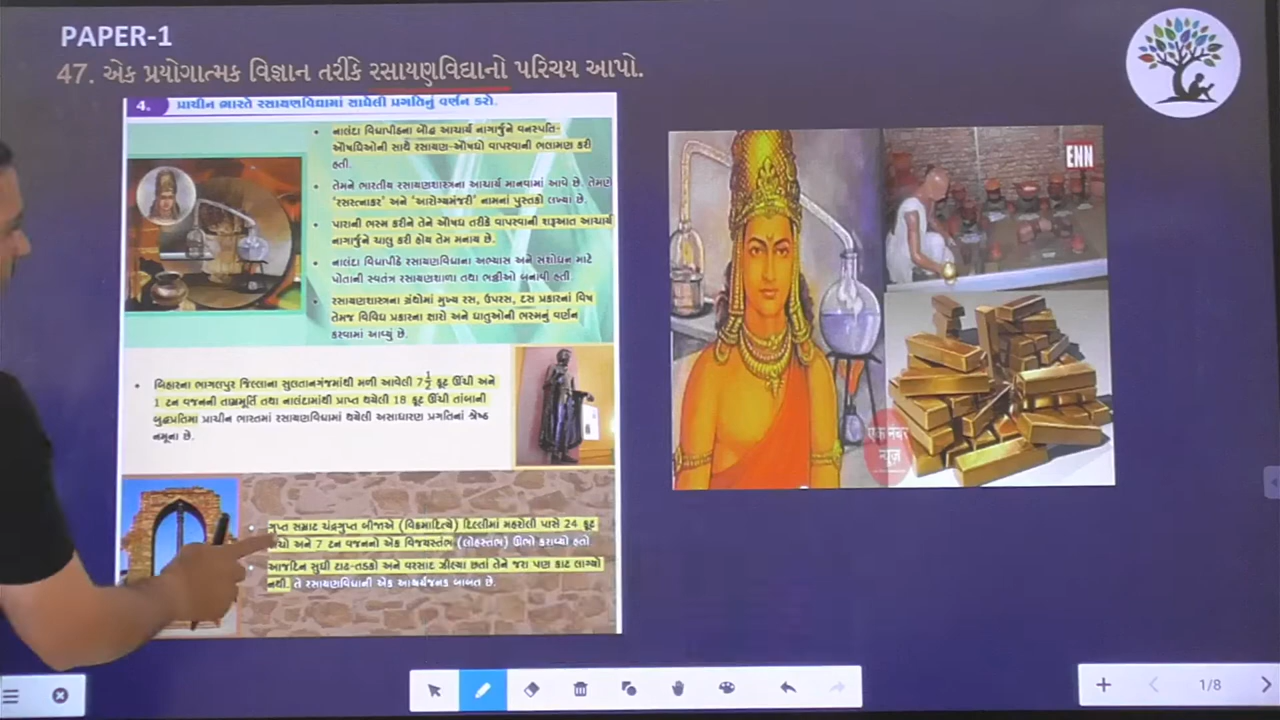 PAPER-1
47. એક પ્રયોગાત્મક વિજ્ઞાન તરીકે રસાયણવિદ્યાનો પરિચય આપો.
4. પ્રાચીન ભારતે રસાયણવિદ્યામાં સાધેલી પ્રગતિનું વર્ણન કરો.
• નાલંદા વિદ્યાપીઠના બૌદ્ધ આચાર્ય નાગાર્જુને વનસ્પતિ-
ઔષધિઓની સાથે રસાયણ-ઔષધો વાપરવાની ભલામણ કરી
હતી.
• તેમને ભારતીય રસાયણશાસ્ત્રના આચાર્ય માનવામાં આવે છે. તેમણે
'રસરત્નાકર' અને 'આરોગ્યમંજરી' નામનાં પુસ્તકો લખ્યાં છે.
• પારાની ભસ્મ કરીને તેને ઔષધ તરીકે વાપરવાની શરૂઆત આચાર્ય
નાગાર્જુને ચાલુ કરી હોય તેમ મનાય છે.
• નાલંદા વિદ્યાપીઠે રસાયણવિદ્યાના અભ્યાસ અને સંશોધન માટે
પોતાની સ્વતંત્ર રસાયણશાળા તથા ભઠ્ઠીઓ બનાવી હતી.
• રસાયણશાસ્ત્રના ગ્રંથોમાં મુખ્ય રસ, ઉપરસ, દસ પ્રકારનાં વિષ
તેમજ વિવિધ પ્રકારના ક્ષારો અને ધાતુઓની ભસ્મનું વર્ણન
કરવામાં આવ્યું છે.
• બિહારના ભાગલપુર જિલ્લાના સુલતાનગંજમાંથી મળી આવેલી 7 1/2 ફૂટ ઊંચી અને
1 ટન વજનની તામ્રમૂર્તિ તથા નાલંદામાંથી પ્રાપ્ત થયેલી 18 ફૂટ ઊંચી તાંબાની
બુદ્ધપ્રતિમા પ્રાચીન ભારતમાં રસાયણવિદ્યામાં થયેલી અસાધારણ પ્રગતિનાં શ્રેષ્ઠ
નમૂના છે.
• ગુપ્ત સમ્રાટ ચંદ્રગુપ્ત બીજાએ (વિક્રમાદિત્યે) દિલ્લીમાં મહરોલી પાસે 24 ફૂટ
અને 7 ટન વજનનો એક વિજયસ્તંભ (લોહસ્તંભ) ઊભો કરાવ્યો હતો
• આજદિન સુધી ટાઢ-તડકો અને વરસાદ ઝીલ્યા છતાં તેને જરા પણ કાટ લાગ્યો
નથી. તે રસાયણવિદ્યાની એક આશ્ચર્યજનક બાબત છે.
ENN
एक नंबर
न्यूज़
1/8